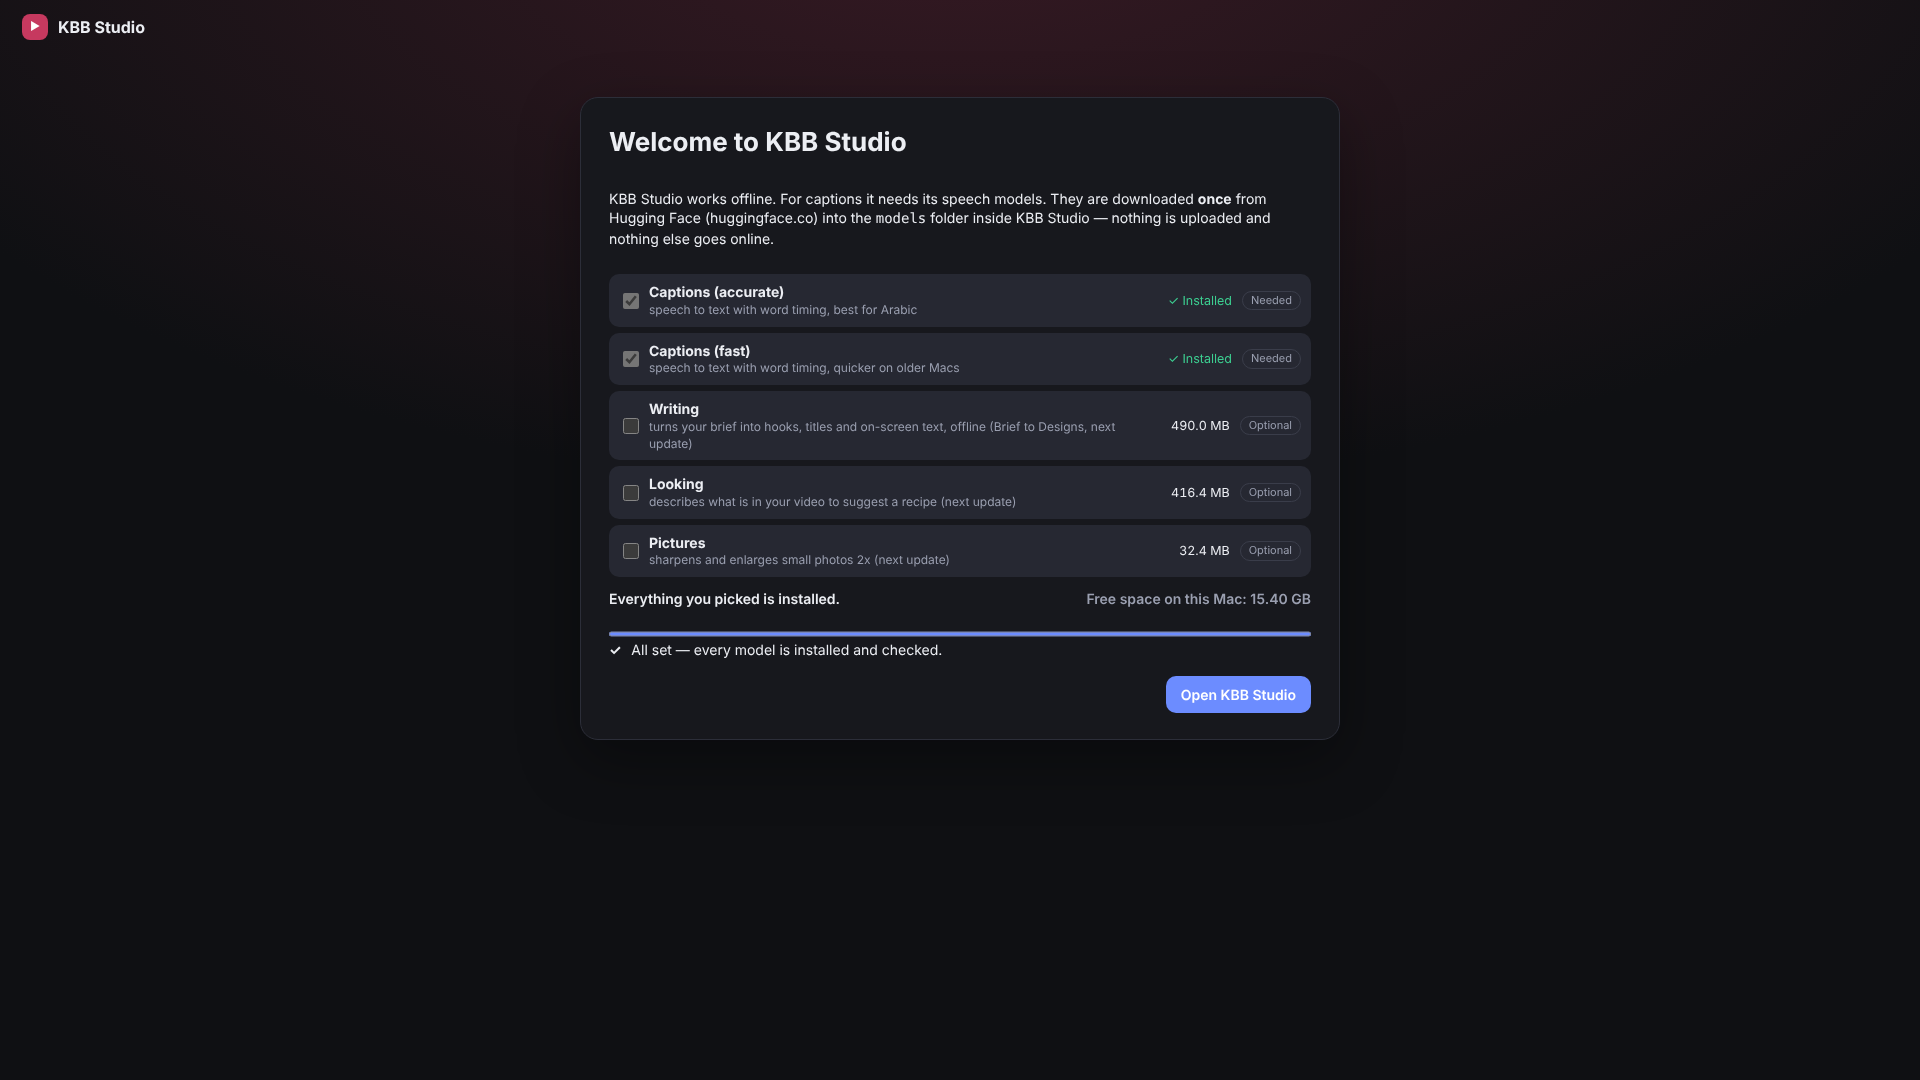 KBB Studio
Welcome to KBB Studio
KBB Studio works offline. For captions it needs its speech models. They are downloaded once from
Hugging Face (huggingface.co) into the models folder inside KBB Studio — nothing is uploaded and
nothing else goes online.
Captions (accurate)
speech to text with word timing, best for Arabic
✓ Installed Needed
Captions (fast)
speech to text with word timing, quicker on older Macs
✓ Installed Needed
Writing
turns your brief into hooks, titles and on-screen text, offline (Brief to Designs, next
update)
490.0 MB Optional
Looking
describes what is in your video to suggest a recipe (next update)
416.4 MB Optional
Pictures
sharpens and enlarges small photos 2x (next update)
32.4 MB Optional
Everything you picked is installed. Free space on this Mac: 15.40 GB
✓ All set — every model is installed and checked.
Open KBB Studio